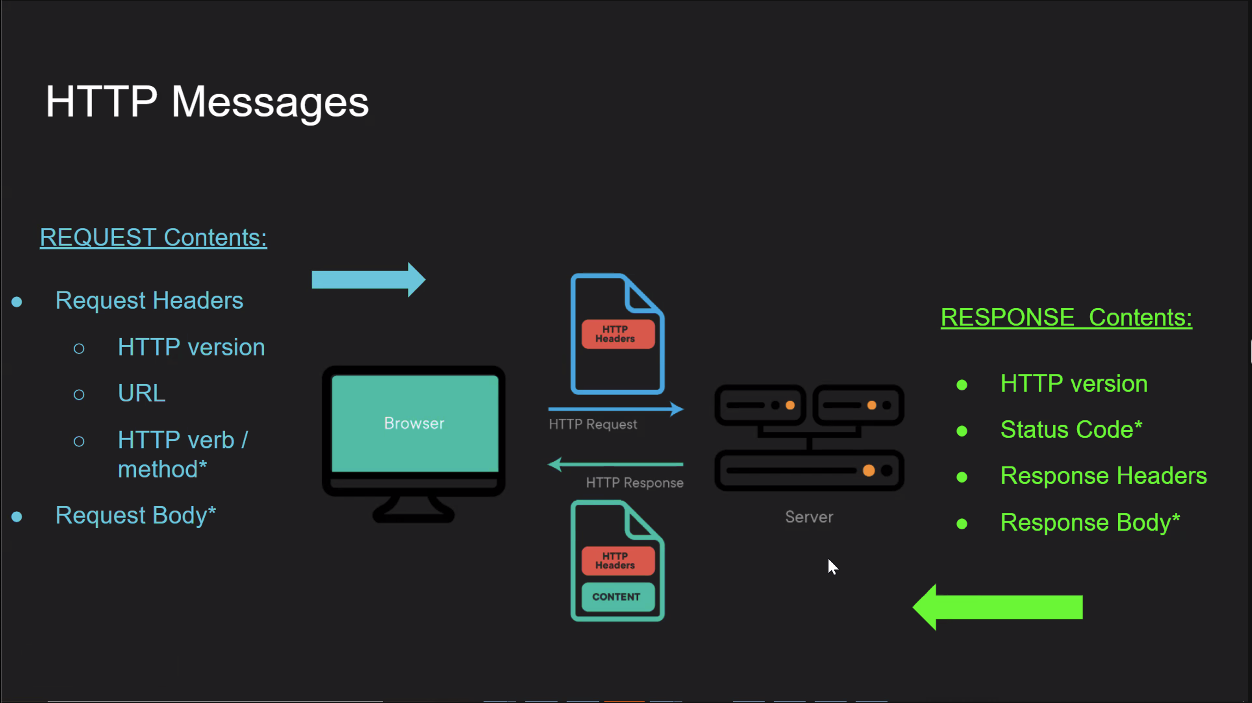 HTTP Messages
REQUEST Contents:
● Request Headers
○ HTTP version
○ URL
○ HTTP verb /
method*
● Request Body*
Browser
HTTP
Headers
HTTP Request
HTTP Response
HTTP
Headers
CONTENT
Server
RESPONSE  Contents:
● HTTP version
● Status Code*
● Response Headers
● Response Body*